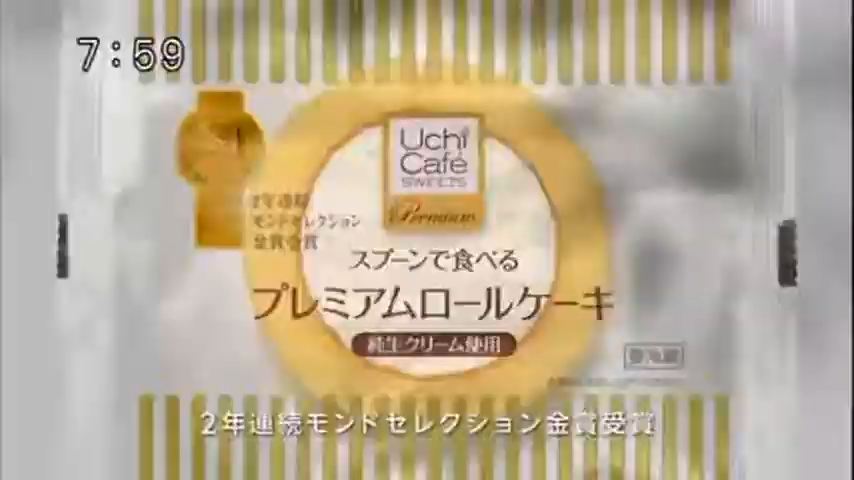 7:59
Uchi
Café
SWEETS
Premium
2年連続
モンドセレクション
金賞受賞
スプーンで食べる
プレミアムロールケーキ
純生クリーム使用
要冷蔵
2年連続モンドセレクション金賞受賞